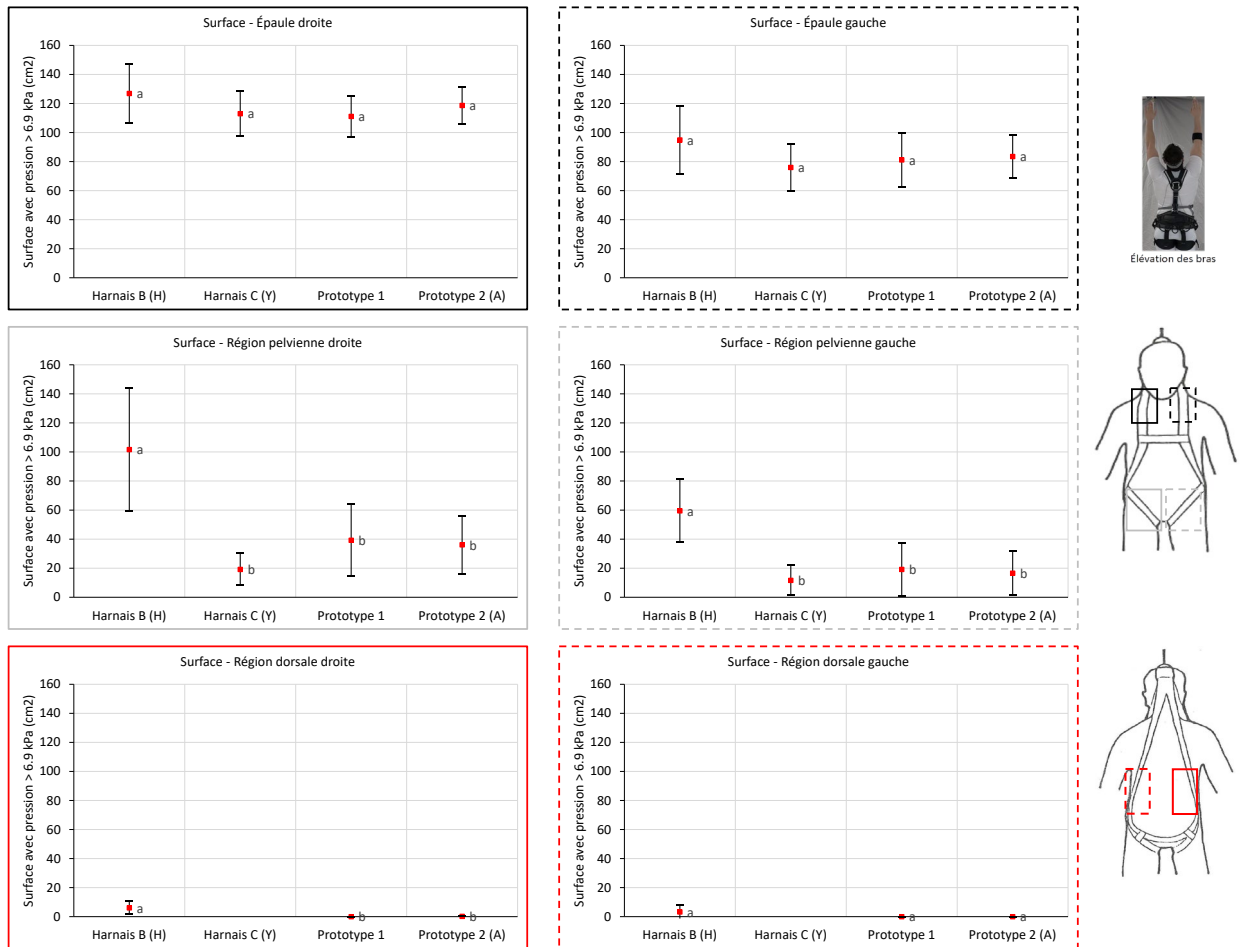 Surface - Épaule droite
Surface avec pression > 6.9 kPa (cm2)
160
140
120
100
80
60
40
20
0
a
a
a
a
Harnais B (H) Harnais C (Y) Prototype 1 Prototype 2 (A)
Surface - Épaule gauche
Surface avec pression > 6.9 kPa (cm2)
160
140
120
100
80
60
40
20
0
a
a
a
a
Harnais B (H) Harnais C (Y) Prototype 1 Prototype 2 (A)
Élévation des bras
Surface - Région pelvienne droite
Surface avec pression > 6.9 kPa (cm2)
160
140
120
100
80
60
40
20
0
a
b
b
b
Harnais B (H) Harnais C (Y) Prototype 1 Prototype 2 (A)
Surface - Région pelvienne gauche
Surface avec pression > 6.9 kPa (cm2)
160
140
120
100
80
60
40
20
0
a
b
b
b
Harnais B (H) Harnais C (Y) Prototype 1 Prototype 2 (A)
Surface - Région dorsale droite
Surface avec pression > 6.9 kPa (cm2)
160
140
120
100
80
60
40
20
0
a
b
b
Harnais B (H) Harnais C (Y) Prototype 1 Prototype 2 (A)
Surface - Région dorsale gauche
Surface avec pression > 6.9 kPa (cm2)
160
140
120
100
80
60
40
20
0
a
a
a
Harnais B (H) Harnais C (Y) Prototype 1 Prototype 2 (A)